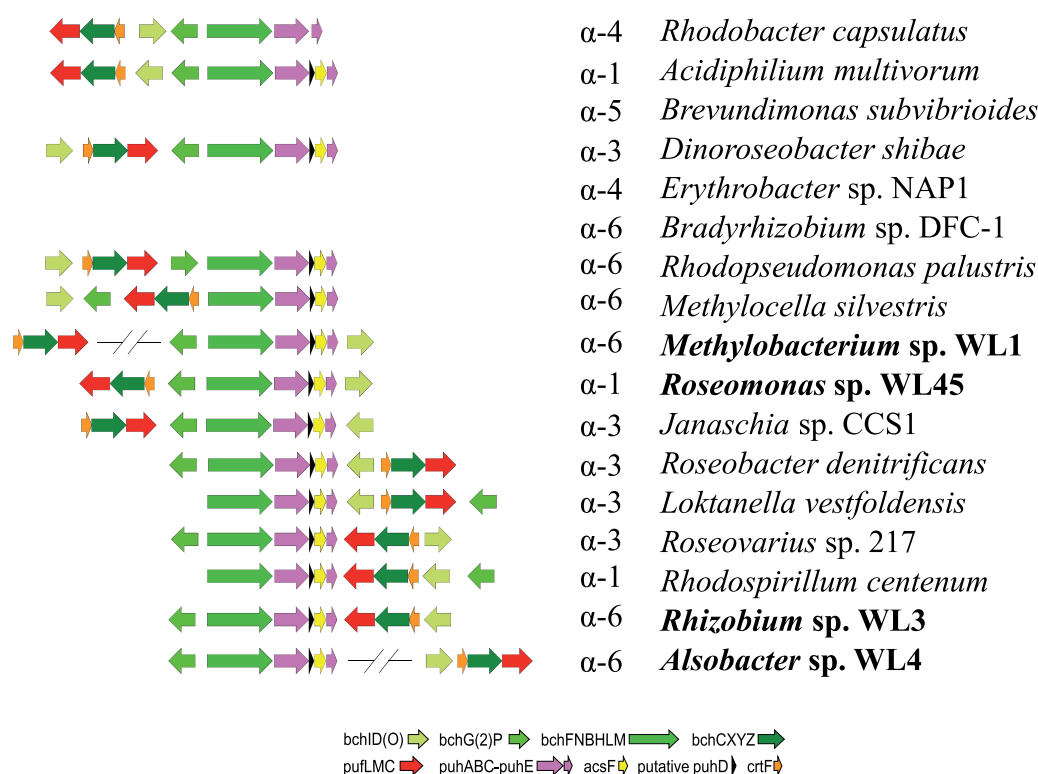 α-4 Rhodobacter capsulatus
α-1 Acidiphilium multivorum
α-5 Brevundimonas subvibrioides
α-3 Dinoroseobacter shibae
α-4 Erythrobacter sp. NAP1
α-6 Bradyrhizobium sp. DFC-1
α-6 Rhodopseudomonas palustris
α-6 Methylocella silvestris
α-6 Methylobacterium sp. WL1
α-1 Roseomonas sp. WL45
α-3 Janaschia sp. CCS1
α-3 Roseobacter denitrificans
α-3 Loktanella vestfoldensis
α-3 Roseovarius sp. 217
α-1 Rhodospirillum centenum
α-6 Rhizobium sp. WL3
α-6 Alsobacter sp. WL4
bchID(O) bchG(2)P bchFNBHLM bchCXYZ
pufLMC puhABC-puhE acsF putative puhD crtF